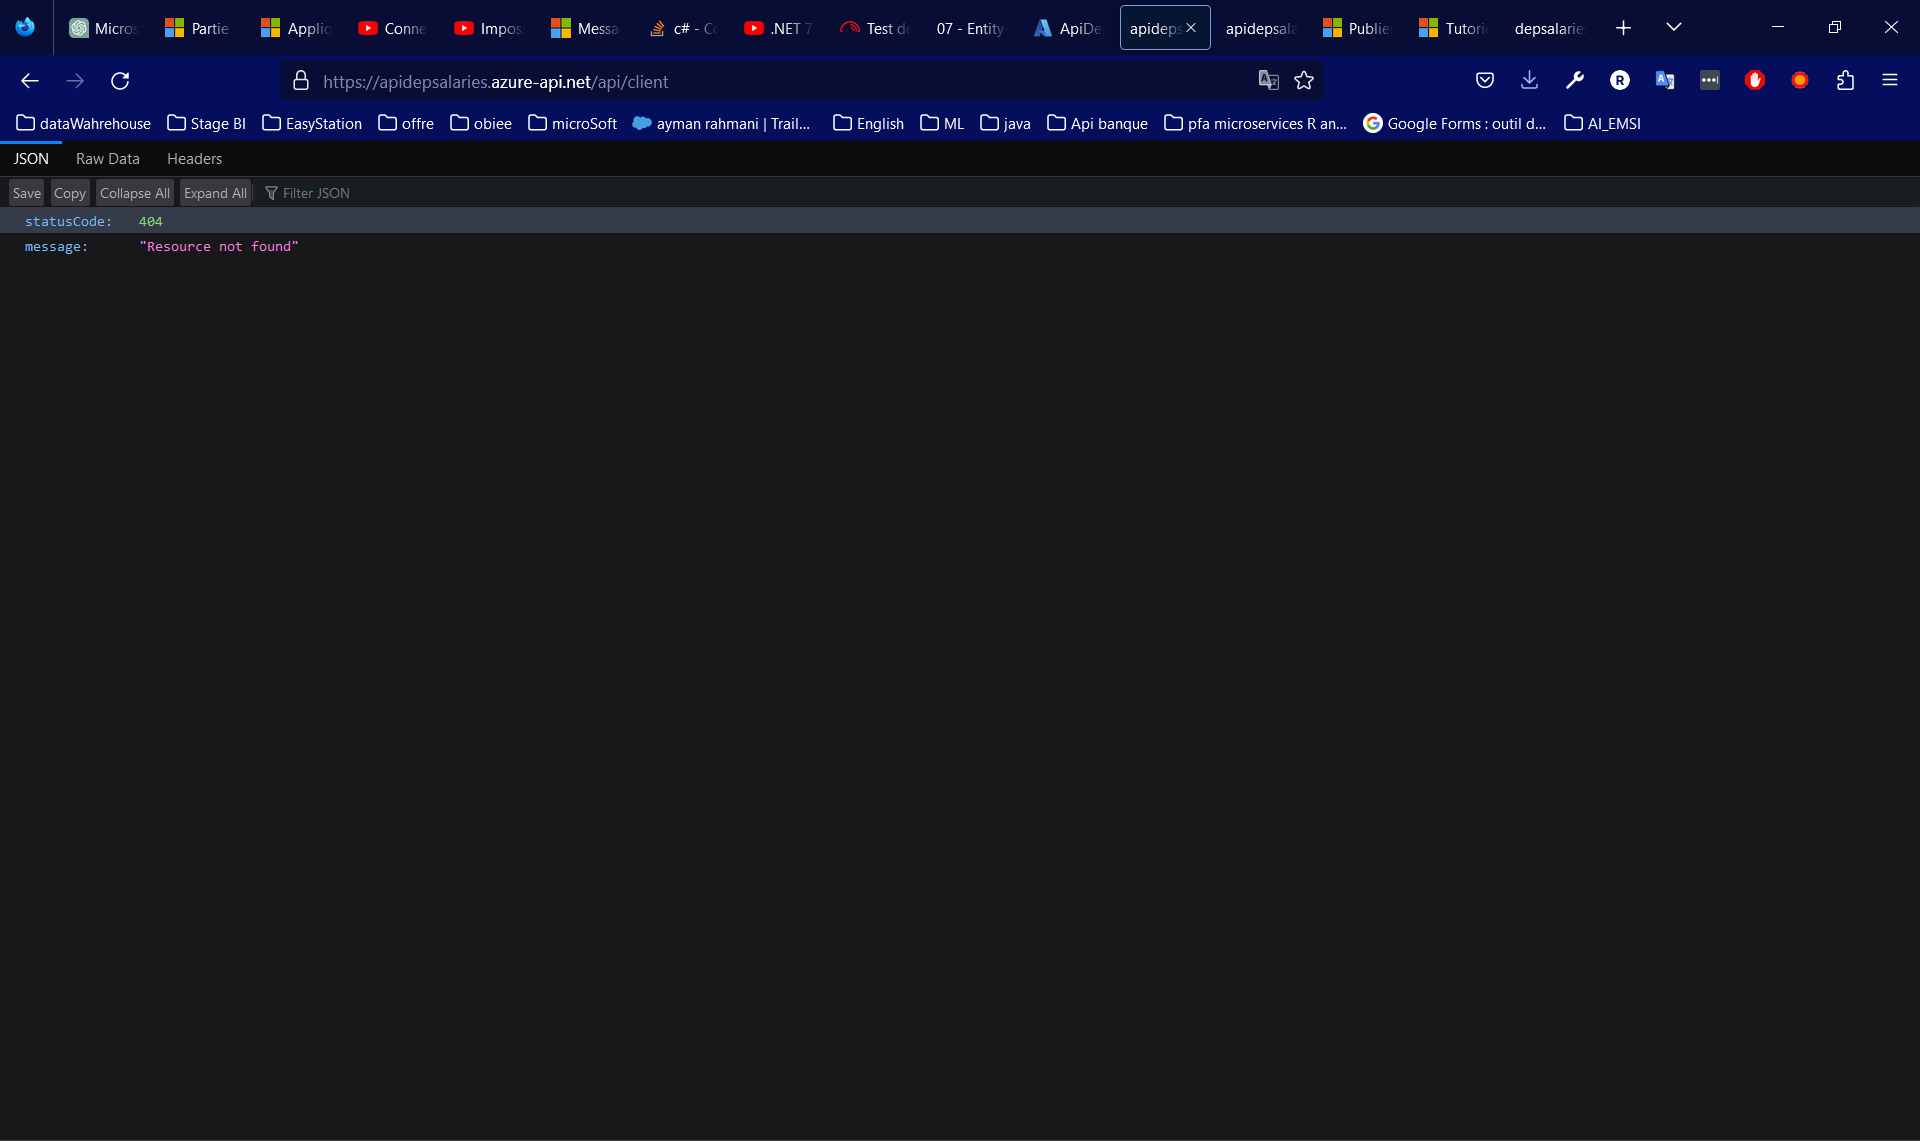 Micros
Partie
Appliq
Conne
Impos
Messa
c# - Co
.NET 7
Test de
07 - Entity
ApiDe
apideps
apidepsala
Publie
Tutori
depsalarie
https://apidepsalaries.azure-api.net/api/client
dataWahrehouse Stage BI EasyStation offre obiee microSoft ayman rahmani | Trail... English ML java Api banque pfa microservices R an... Google Forms : outil d... AI_EMSI
JSON Raw Data Headers
Save Copy Collapse All Expand All Filter JSON
statusCode: 404
message: "Resource not found"